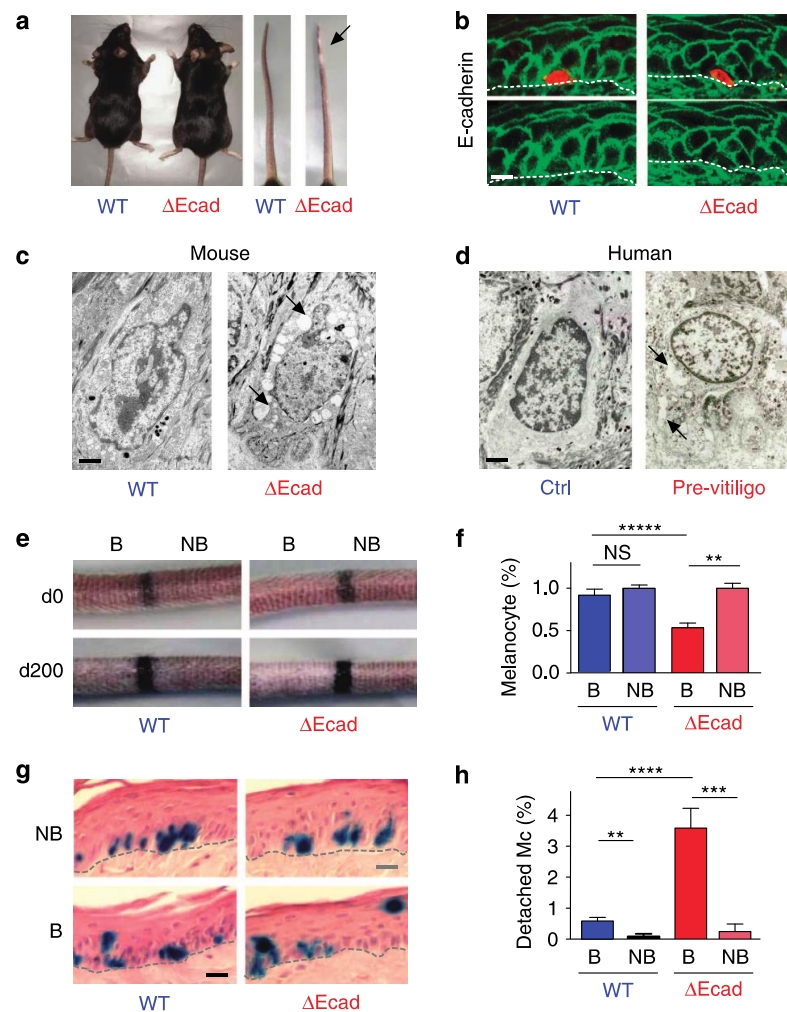 a
WT
ΔEcad
WT
ΔEcad
b
E-cadherin
WT
ΔEcad
c
Mouse
WT
ΔEcad
d
Human
Ctrl
Pre-vitiligo
e
B NB B NB
d0
d200
WT
ΔEcad
f
*****
NS
**
Melanocyte (%)
1.0
0.5
0.0
B NB B NB
WT
ΔEcad
g
NB
B
WT
ΔEcad
h
****
***
**
Detached Mc (%)
4
3
2
1
0
B NB B NB
WT
ΔEcad